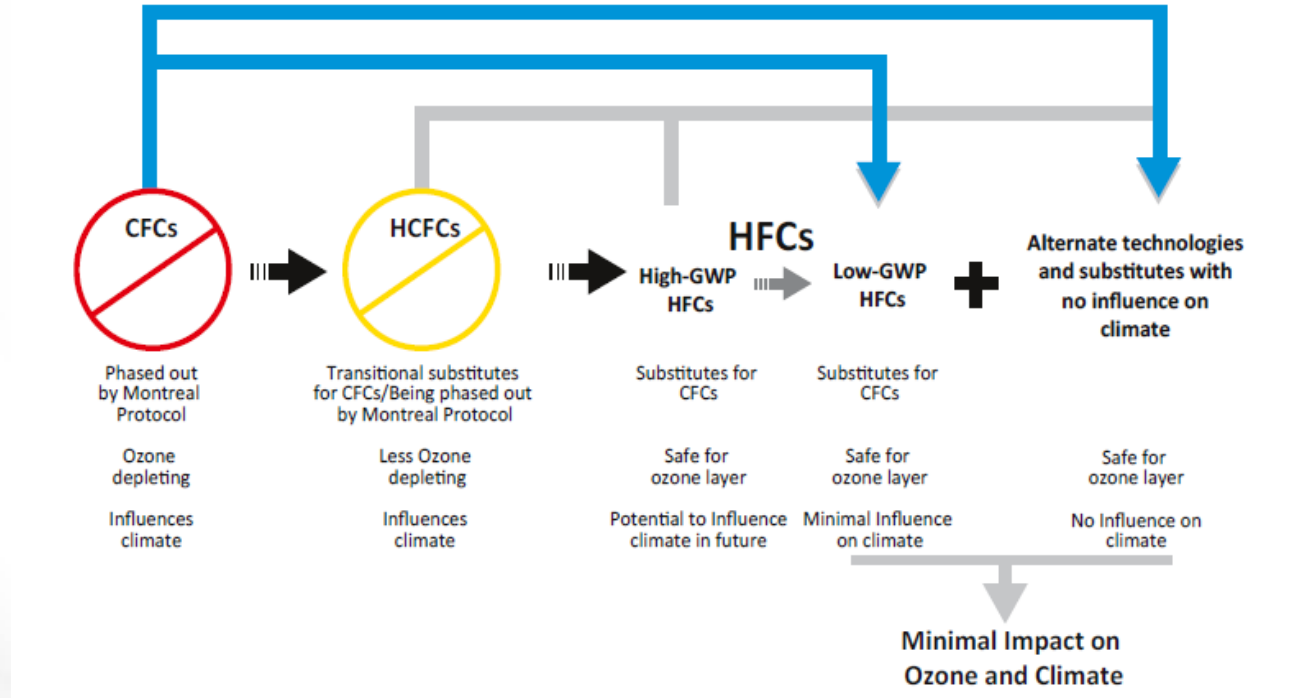 CFCs
HCFCs
HFCs
High-GWP
HFCs
Low-GWP
HFCs
Alternate technologies
and substitutes with
no influence on
climate
Phased out
by Montreal
Protocol
Transitional substitutes
for CFCs/Being phased out
by Montreal Protocol
Substitutes for
CFCs
Substitutes for
CFCs
Ozone
depleting
Less Ozone
depleting
Safe for
ozone layer
Safe for
ozone layer
Safe for
ozone layer
Influences
climate
Influences
climate
Potential to Influence
climate in future
Minimal Influence
on climate
No Influence on
climate
Minimal Impact on
Ozone and Climate